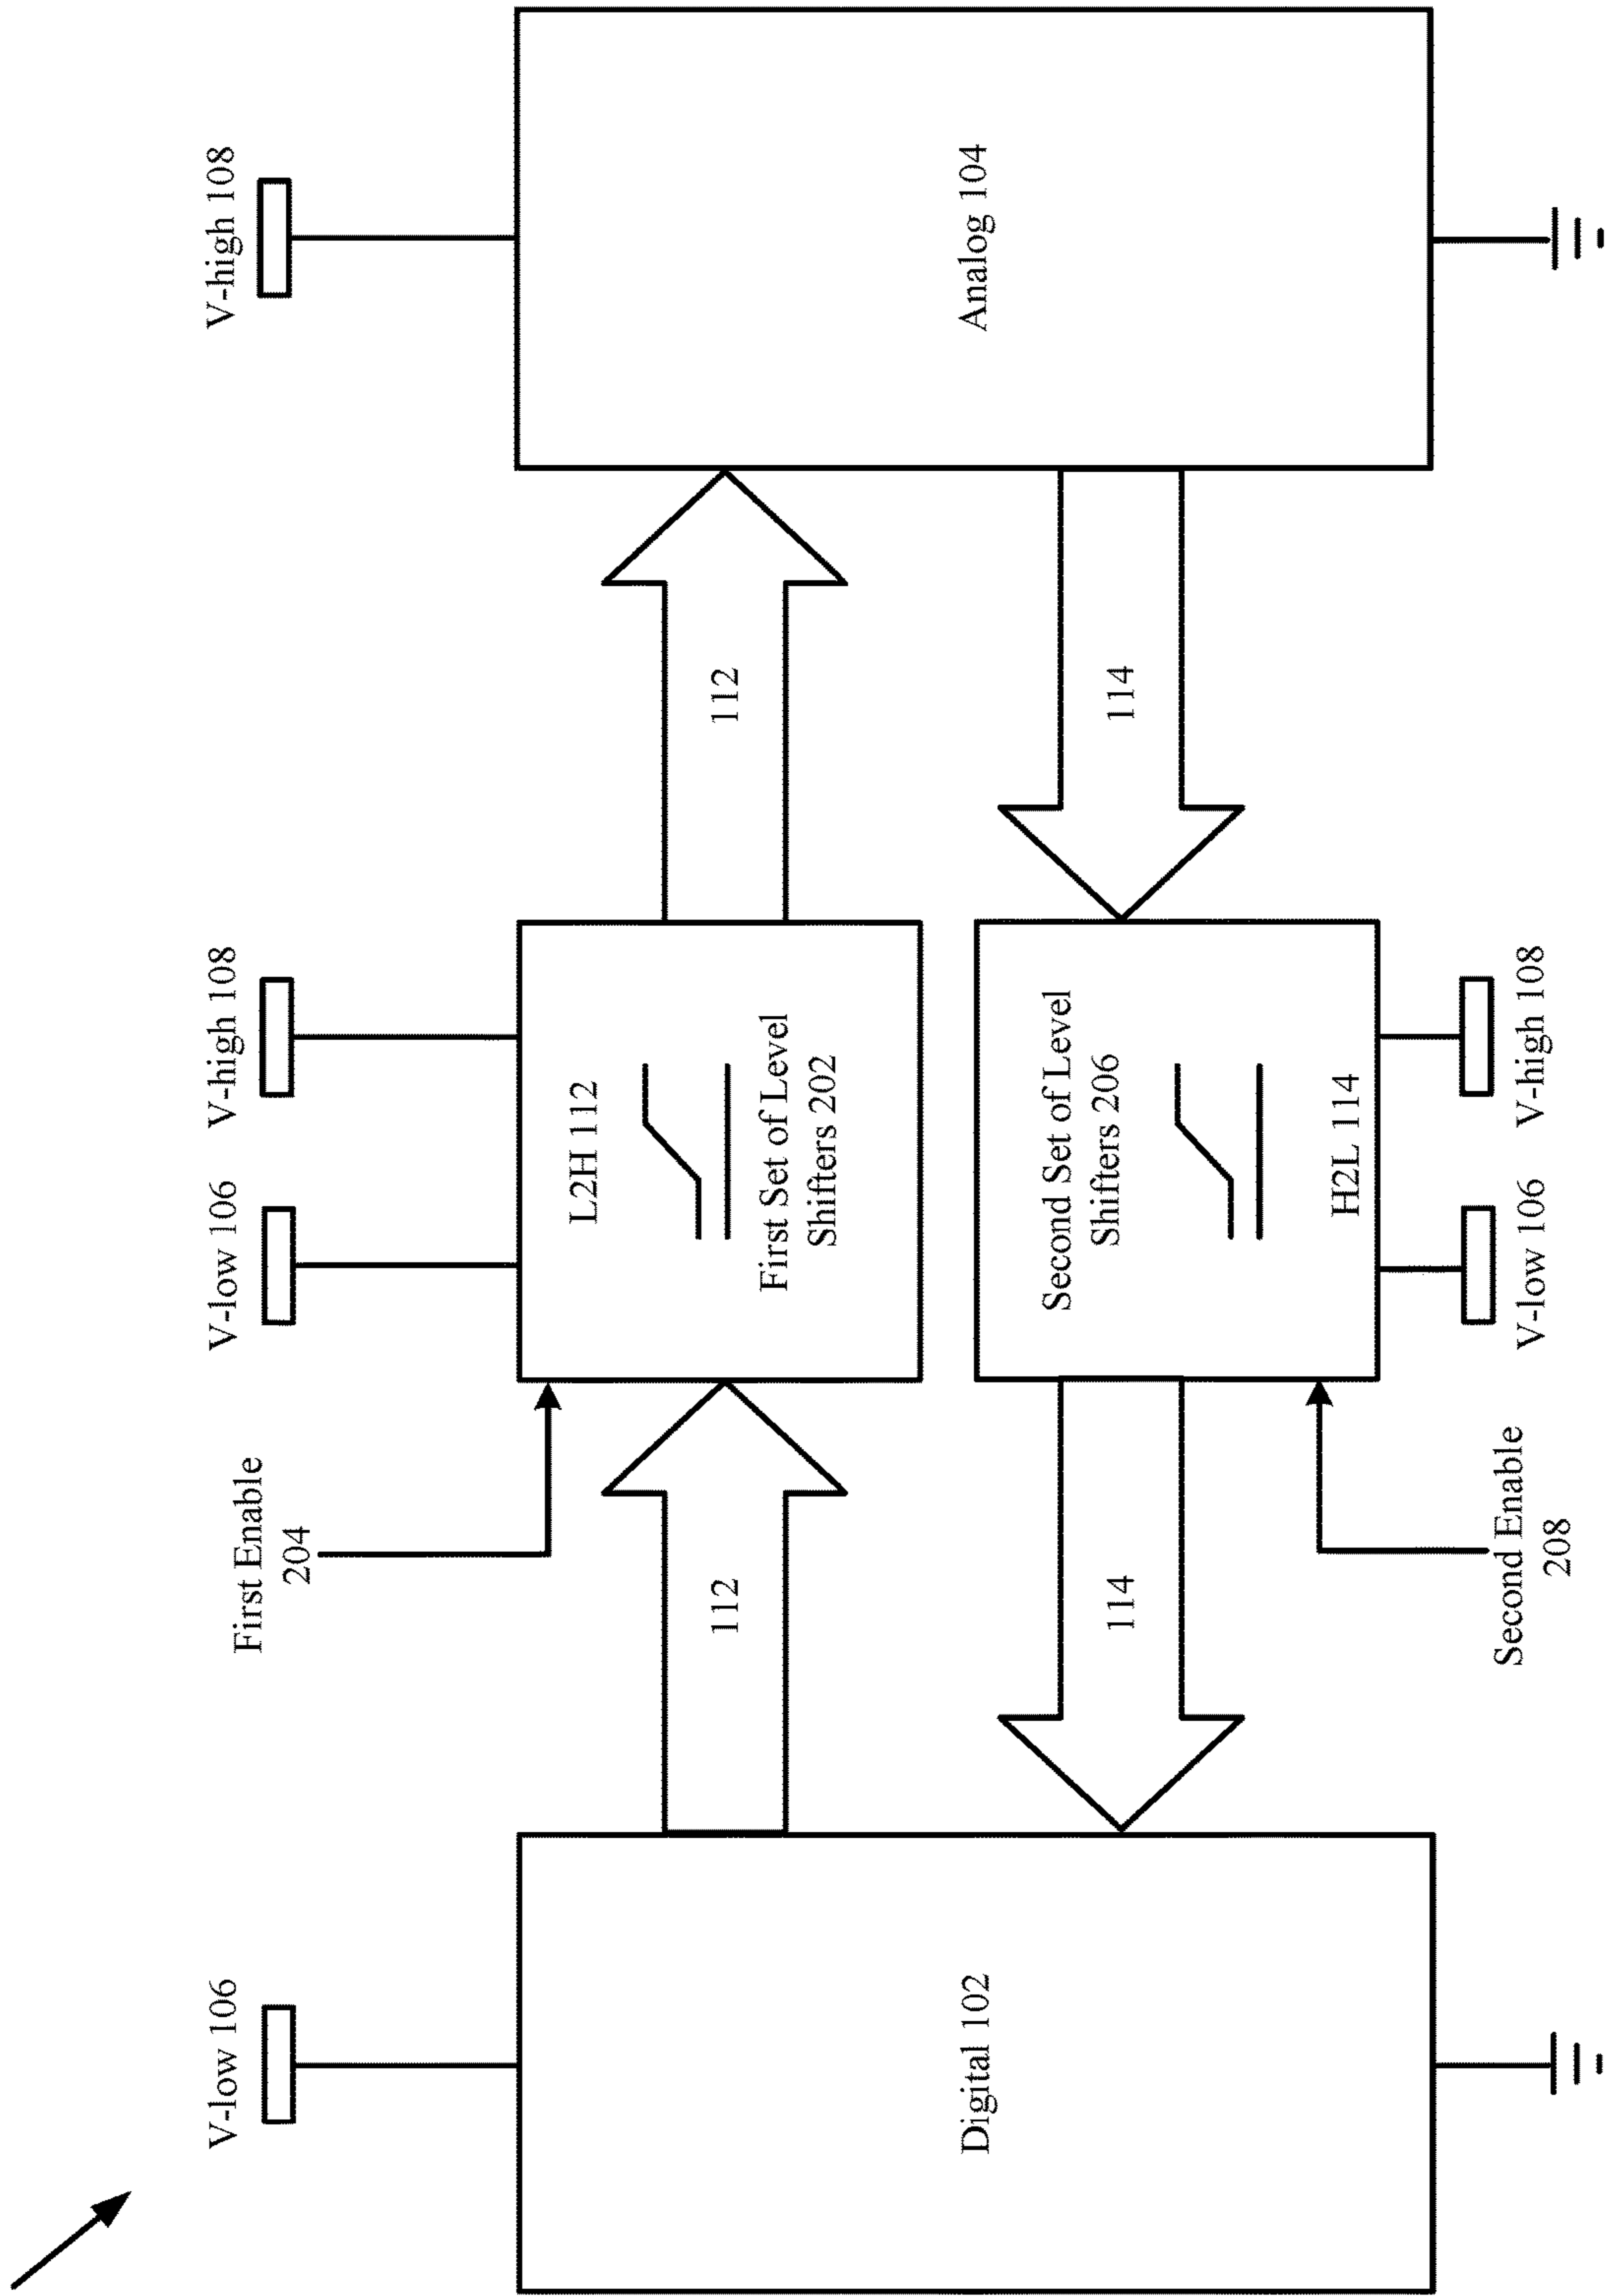 V-low 106
V-low 106
V-high 108
V-high 108
First Enable
204
L2H 112
First Set of Level
Shifters 202
112
112
Digital 102
Analog 104
Second Set of Level
Shifters 206
H2L 114
114
114
Second Enable
208
V-low 106
V-high 108